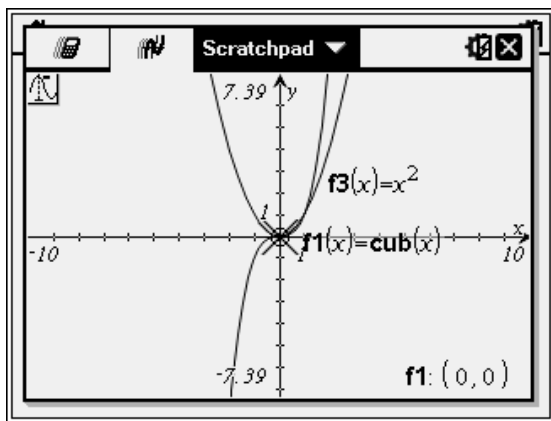 Scratchpad
7.39 y
f3(x)=x²
1
f1(x)=cub(x)
x
-10 1 10
-7.39
f1: (0,0)